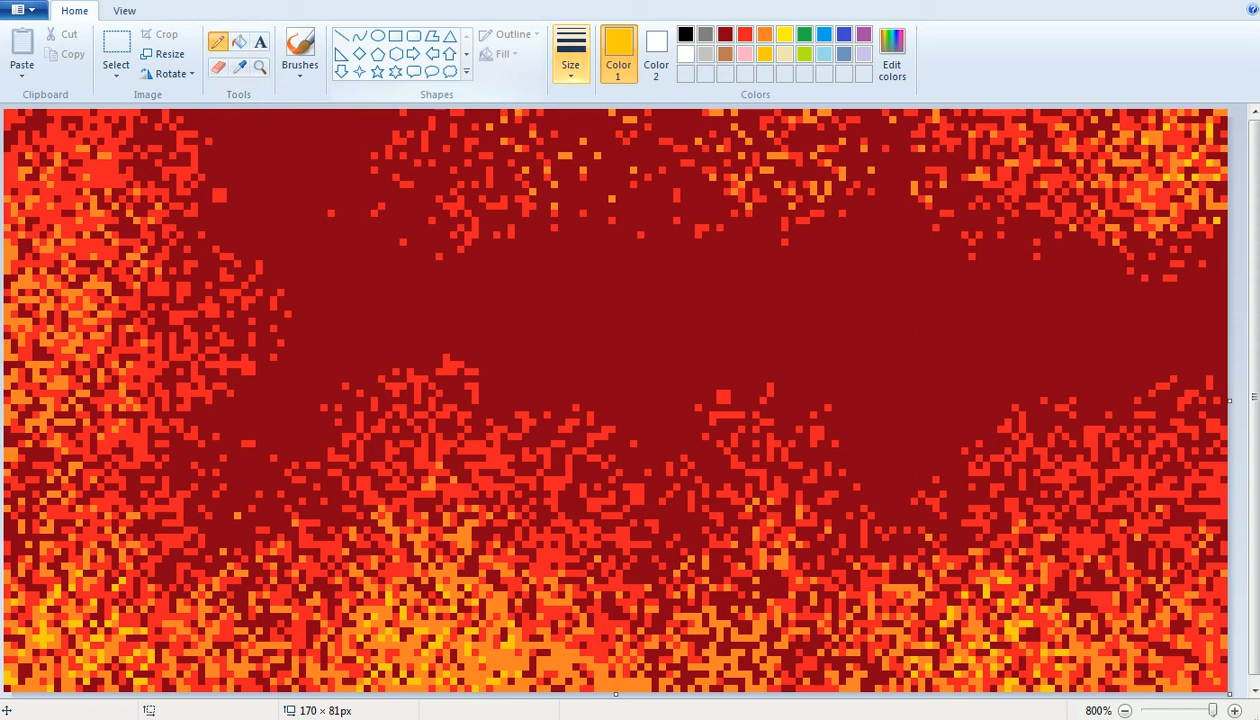 Home View
Paste
Cut
Copy
Clipboard
Select
Crop
Resize
Rotate
Image
A
Tools
Brushes
Outline
Fill
Shapes
Size
Color 1
Color 2
Edit colors
Colors
170 × 81px
800%